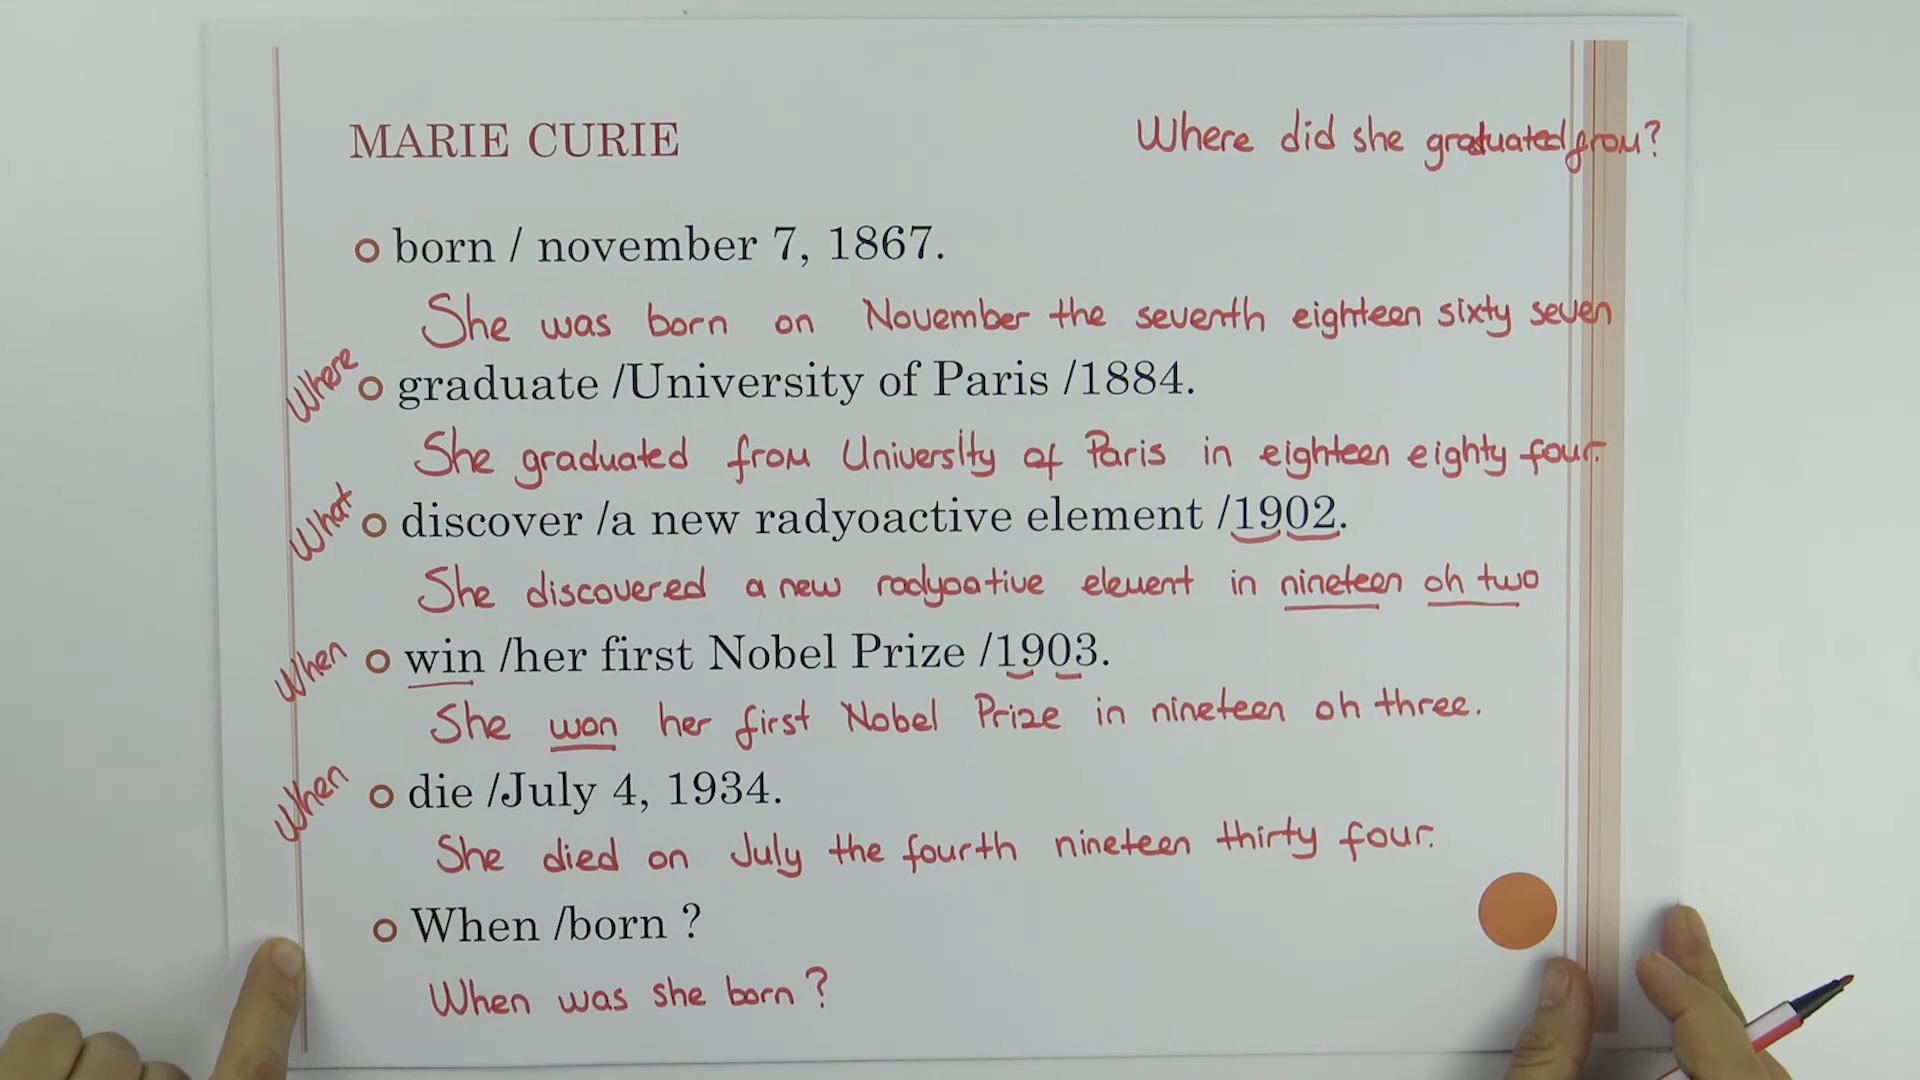 MARIE CURIE
Where did she graduated from?
born / november 7, 1867.
She was born on November the seventh eighteen sixty seven
Where
graduate /University of Paris /1884.
She graduated from University of Paris in eighteen eighty four.
What
discover /a new radyoactive element /1902.
She discovered a new radyoative element in nineteen oh two
When
win /her first Nobel Prize /1903.
She won her first Nobel Prize in nineteen oh three.
When
die /July 4, 1934.
She died on July the fourth nineteen thirty four.
When /born ?
When was she born ?